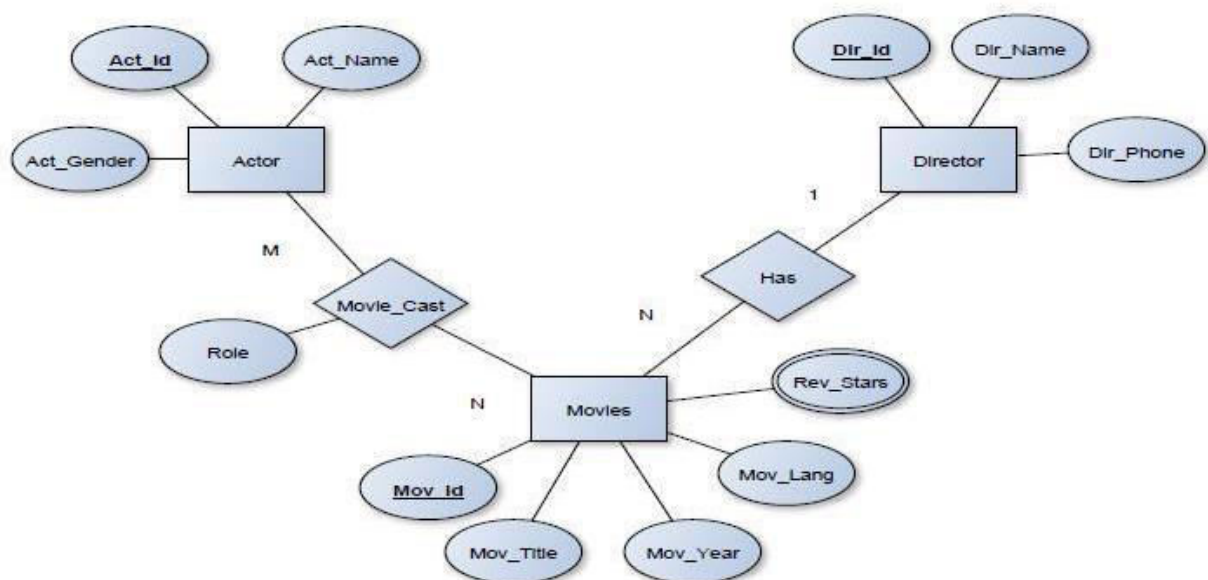 Act_Id
Act_Name
Dir_Id
Dir_Name
Act_Gender
Actor
Director
Dir_Phone
1
M
Has
Movie_Cast
N
Role
Rev_Stars
N
Movies
Mov_Lang
Mov_Id
Mov_Title
Mov_Year